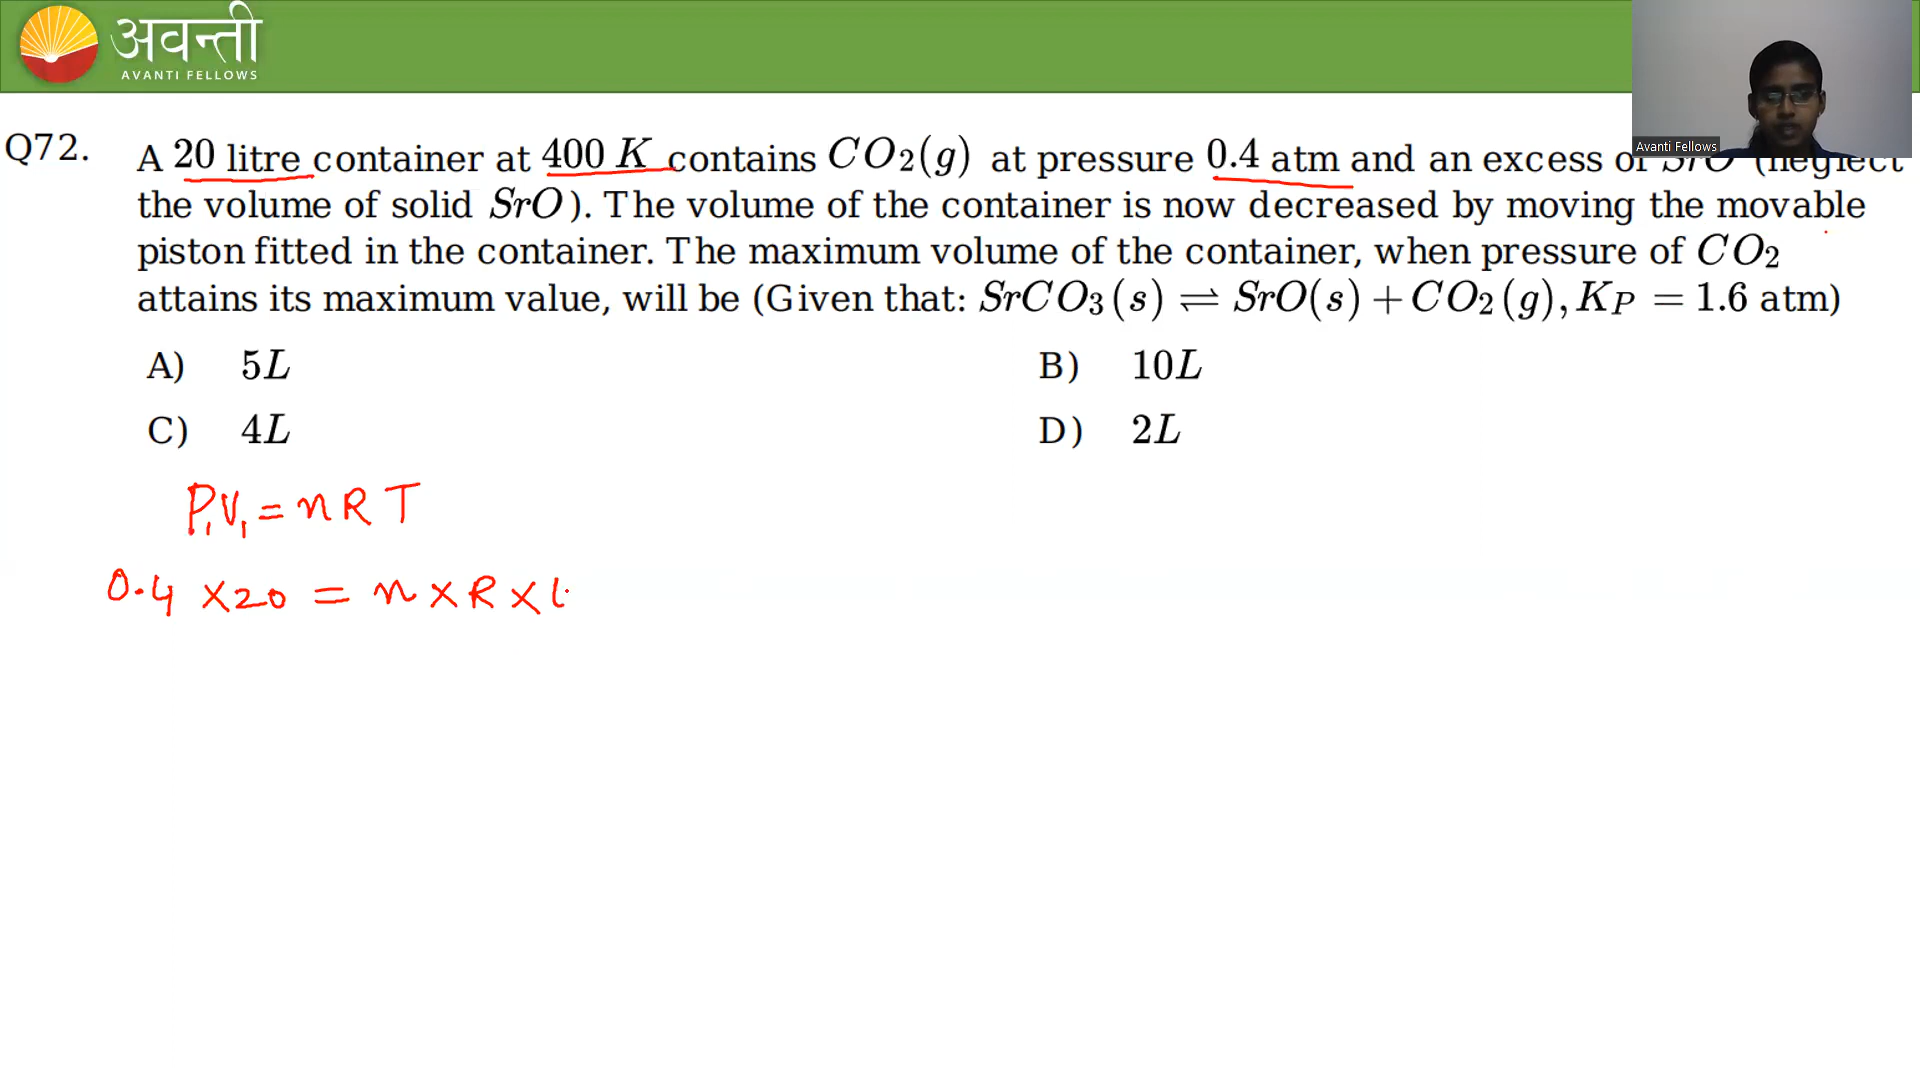 अवन्ती
AVANTI FELLOWS
Avanti Fellows
Q72. A 20 litre container at 400 K contains CO₂(g) at pressure 0.4 atm and an excess of SrO (neglect
the volume of solid SrO). The volume of the container is now decreased by moving the movable
piston fitted in the container. The maximum volume of the container, when pressure of CO₂
attains its maximum value, will be (Given that: SrCO₃(s) ⇌ SrO(s) + CO₂(g), K_P = 1.6 atm)
A) 5L B) 10L
C) 4L D) 2L
P₁V₁ = nRT
0.4 × 20 = n × R ×